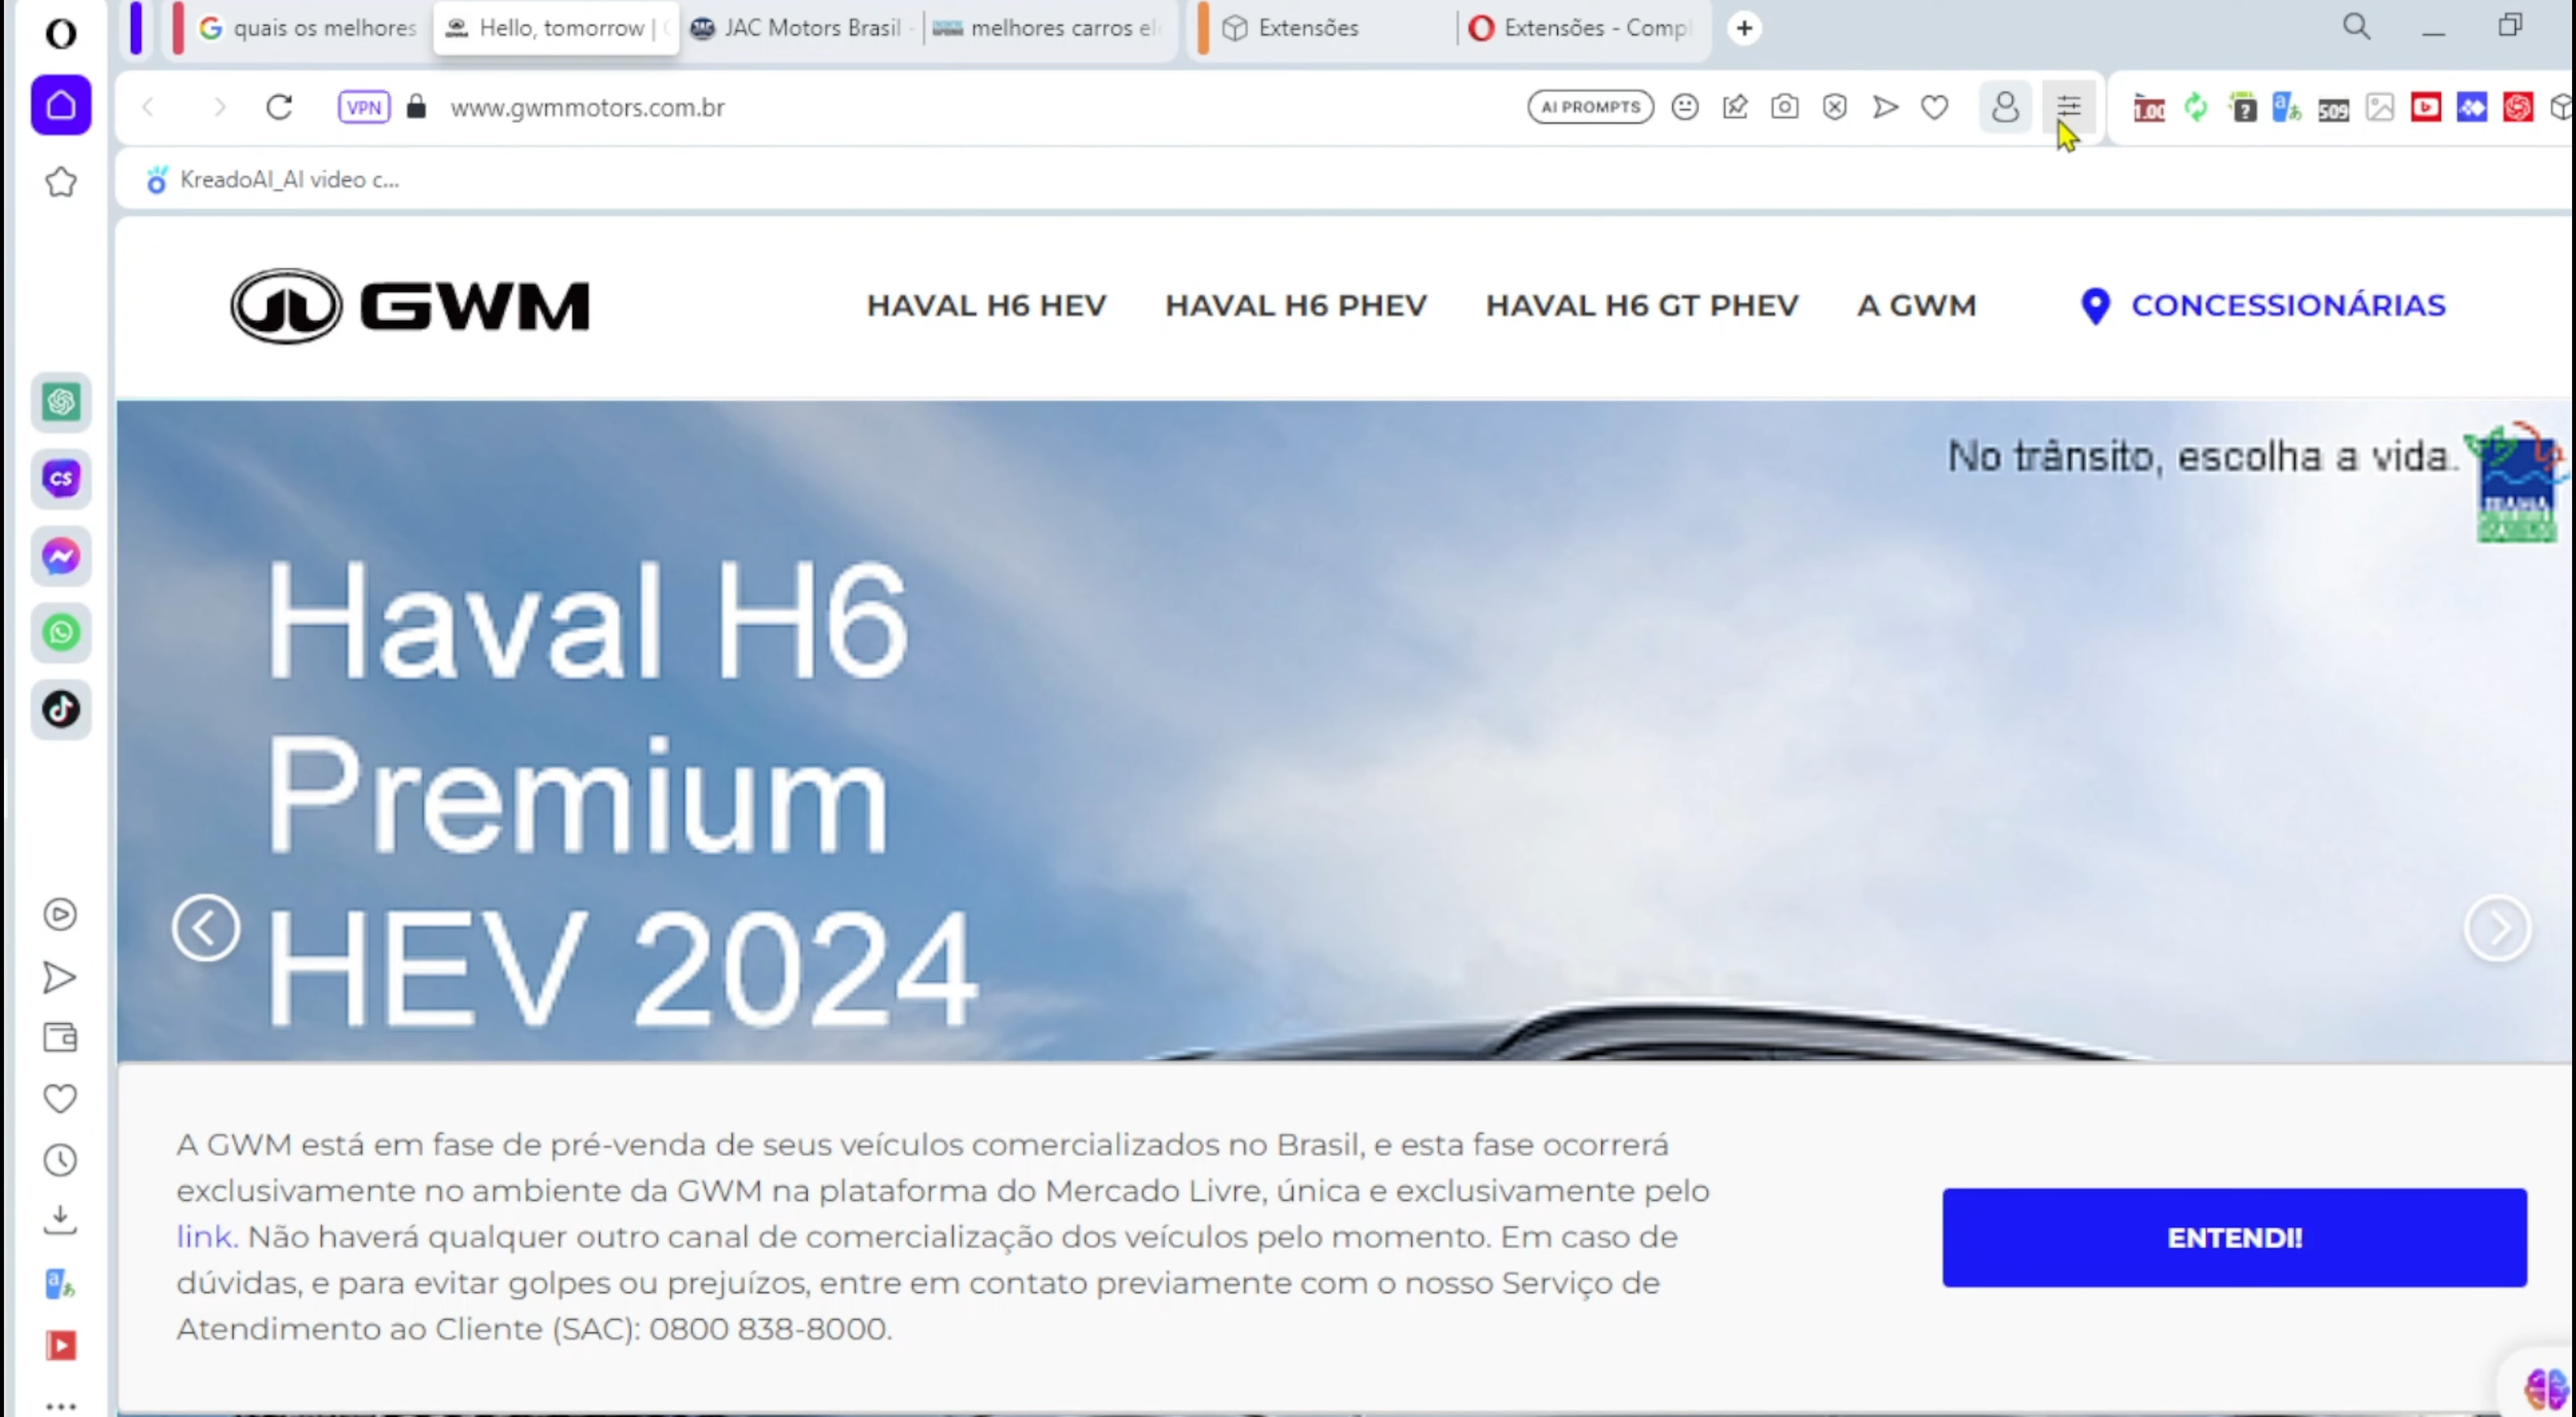 quais os melhores
Hello, tomorrow |
JAC Motors Brasil -
melhores carros el
Extensões
Extensões - Compl
VPN
www.gwmmotors.com.br
AI PROMPTS
1.00
?
509
KreadoAI_AI video c...
GWM
HAVAL H6 HEV
HAVAL H6 PHEV
HAVAL H6 GT PHEV
A GWM
CONCESSIONÁRIAS
CS
No trânsito, escolha a vida.
Haval H6
Premium
HEV 2024
A GWM está em fase de pré-venda de seus veículos comercializados no Brasil, e esta fase ocorrerá
exclusivamente no ambiente da GWM na plataforma do Mercado Livre, única e exclusivamente pelo
link. Não haverá qualquer outro canal de comercialização dos veículos pelo momento. Em caso de
dúvidas, e para evitar golpes ou prejuízos, entre em contato previamente com o nosso Serviço de
Atendimento ao Cliente (SAC): 0800 838-8000.
ENTENDI!